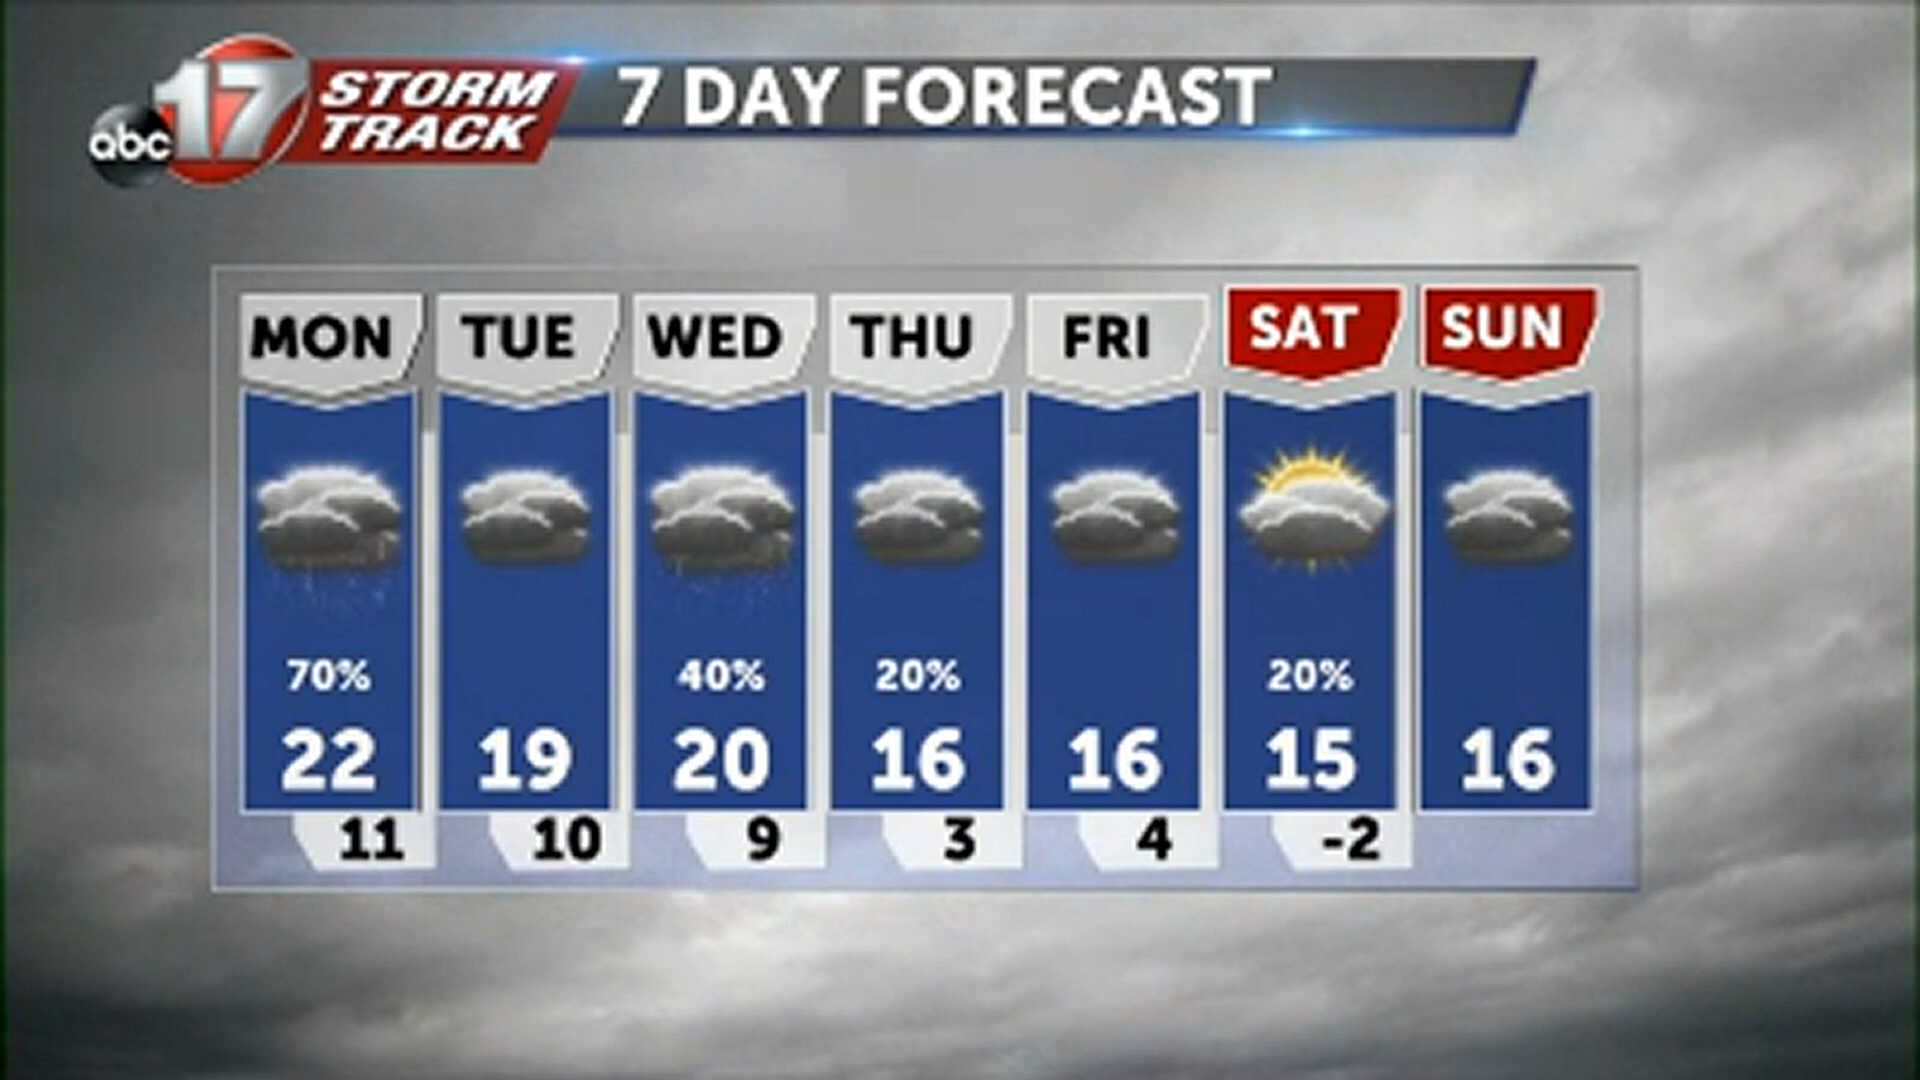 abc 17 STORM TRACK
7 DAY FORECAST
MON TUE WED THU FRI SAT SUN
70% 40% 20% 20%
22 19 20 16 16 15 16
11 10 9 3 4 -2